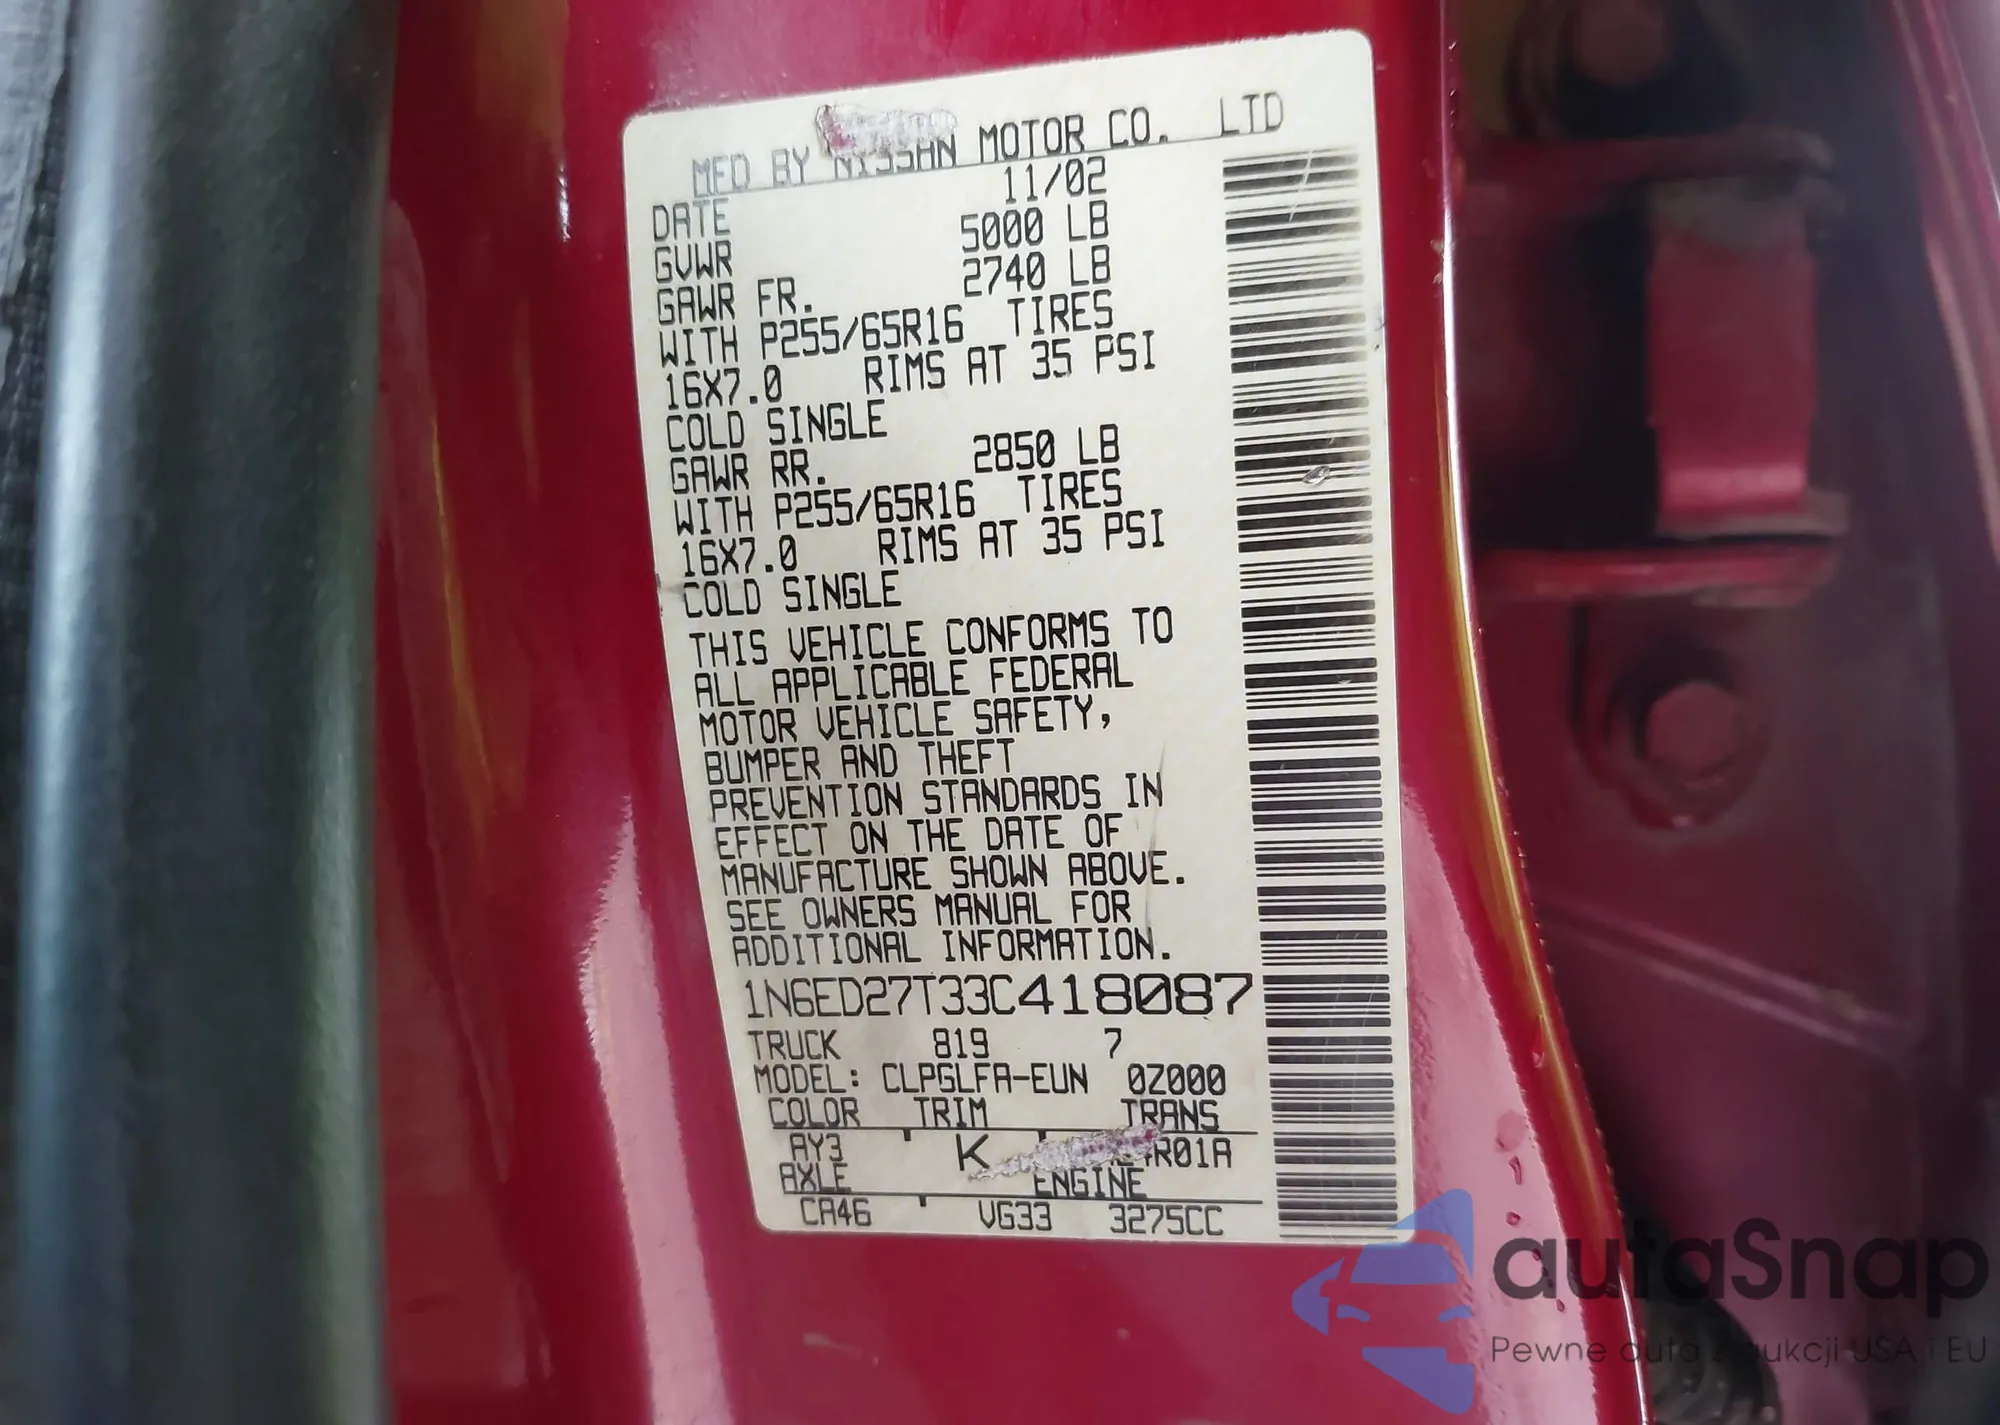 MFD BY NISSAN MOTOR CO. LTD
DATE 11/02
GVWR 5000 LB
GAWR FR. 2740 LB
WITH P255/65R16 TIRES
16X7.0 RIMS AT 35 PSI
COLD SINGLE
GAWR RR. 2850 LB
WITH P255/65R16 TIRES
16X7.0 RIMS AT 35 PSI
COLD SINGLE
THIS VEHICLE CONFORMS TO
ALL APPLICABLE FEDERAL
MOTOR VEHICLE SAFETY,
BUMPER AND THEFT
PREVENTION STANDARDS IN
EFFECT ON THE DATE OF
MANUFACTURE SHOWN ABOVE.
SEE OWNERS MANUAL FOR
ADDITIONAL INFORMATION.
1N6ED27T33C418087
TRUCK 819 7
MODEL: CLPGLFA-EUN 0Z000
COLOR TRIM TRANS
AY3 K R01A
AXLE ENGINE
CA46 VG33 3275CC
autaSnap
Pewne auta z aukcji USA i EU